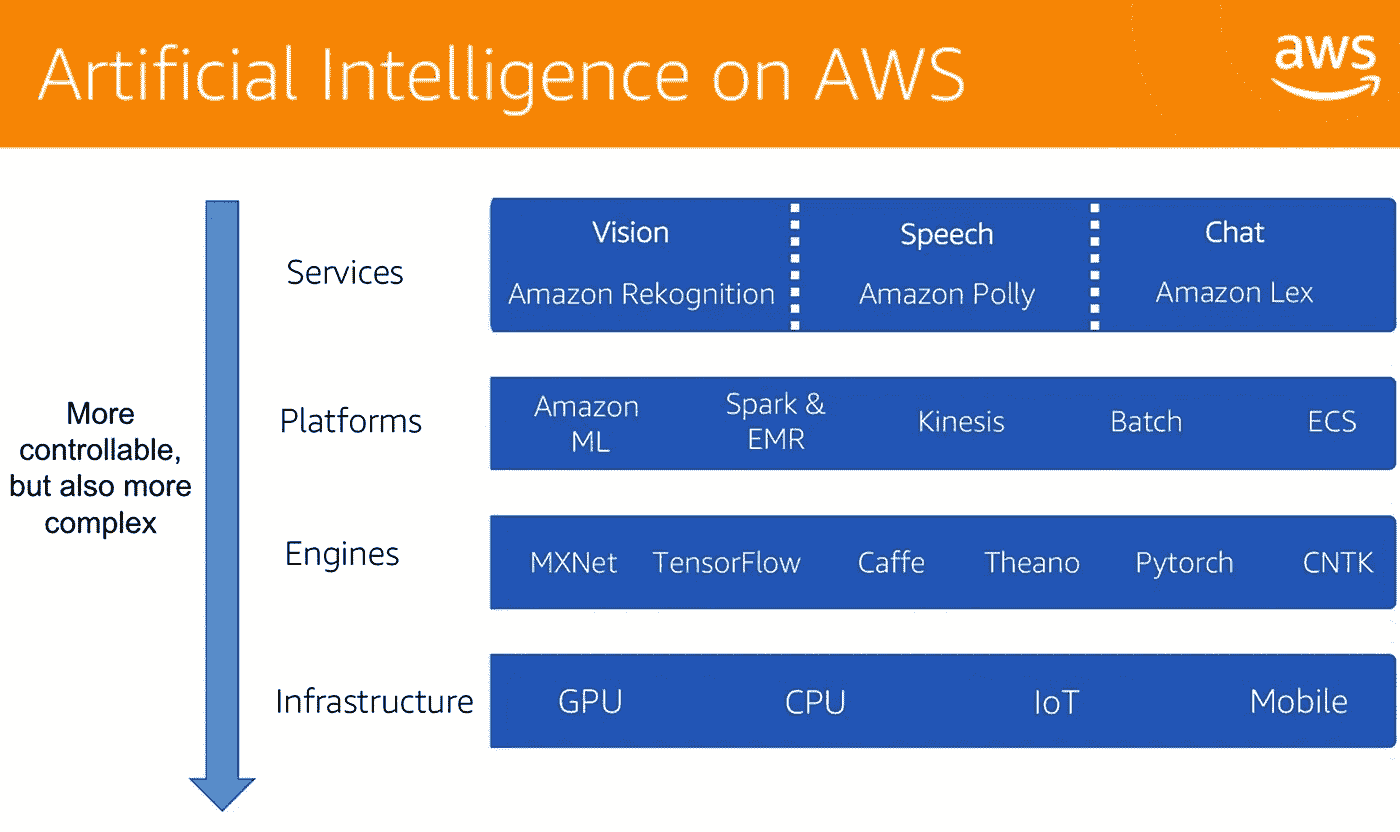 Artificial Intelligence on AWS
aws
More
controllable,
but also more
complex
Services
Vision
Amazon Rekognition
Speech
Amazon Polly
Chat
Amazon Lex
Platforms
Amazon
ML
Spark &
EMR
Kinesis
Batch
ECS
Engines
MXNet
TensorFlow
Caffe
Theano
Pytorch
CNTK
Infrastructure
GPU
CPU
IoT
Mobile